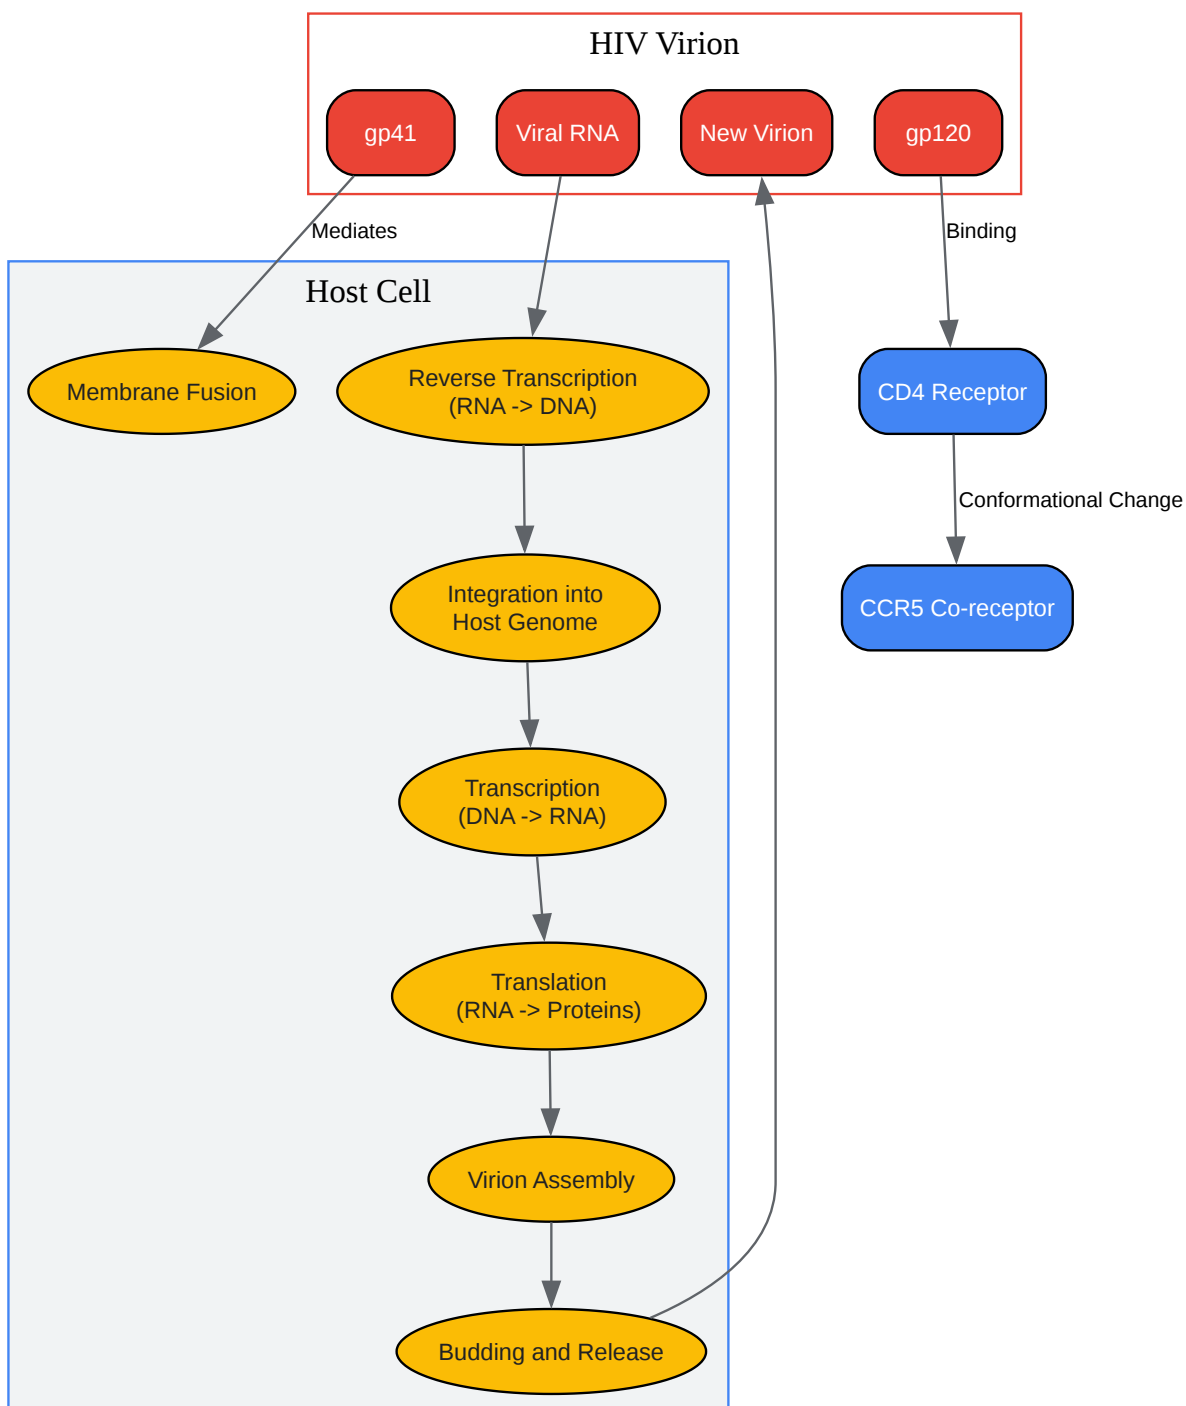 HIV Virion
gp41
Viral RNA
New Virion
gp120
Mediates
Binding
Host Cell
Membrane Fusion
Reverse Transcription
(RNA -> DNA)
CD4 Receptor
Conformational Change
Integration into
Host Genome
CCR5 Co-receptor
Transcription
(DNA -> RNA)
Translation
(RNA -> Proteins)
Virion Assembly
Budding and Release